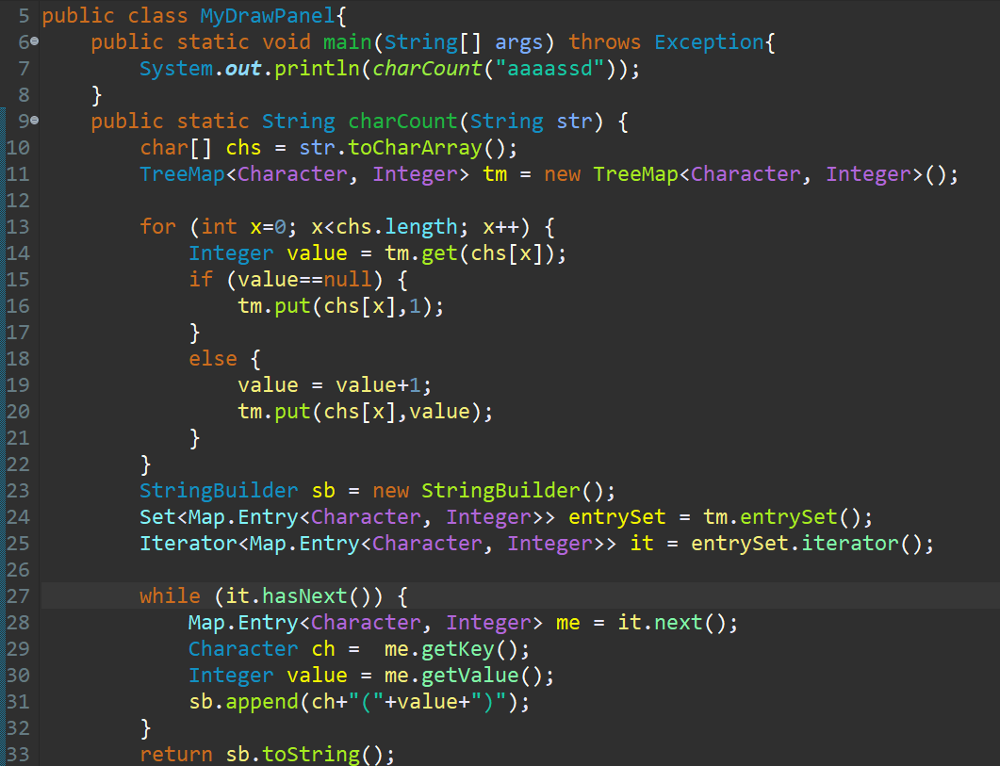 5 public class MyDrawPanel{
6 public static void main(String[] args) throws Exception{
7 System.out.println(charCount("aaaassd"));
8 }
9 public static String charCount(String str) {
10 char[] chs = str.toCharArray();
11 TreeMap<Character, Integer> tm = new TreeMap<Character, Integer>();
12
13 for (int x=0; x<chs.length; x++) {
14 Integer value = tm.get(chs[x]);
15 if (value==null) {
16 tm.put(chs[x],1);
17 }
18 else {
19 value = value+1;
20 tm.put(chs[x],value);
21 }
22 }
23 StringBuilder sb = new StringBuilder();
24 Set<Map.Entry<Character, Integer>> entrySet = tm.entrySet();
25 Iterator<Map.Entry<Character, Integer>> it = entrySet.iterator();
26
27 while (it.hasNext()) {
28 Map.Entry<Character, Integer> me = it.next();
29 Character ch =  me.getKey();
30 Integer value = me.getValue();
31 sb.append(ch+"("+value+")");
32 }
33 return sb.toString();